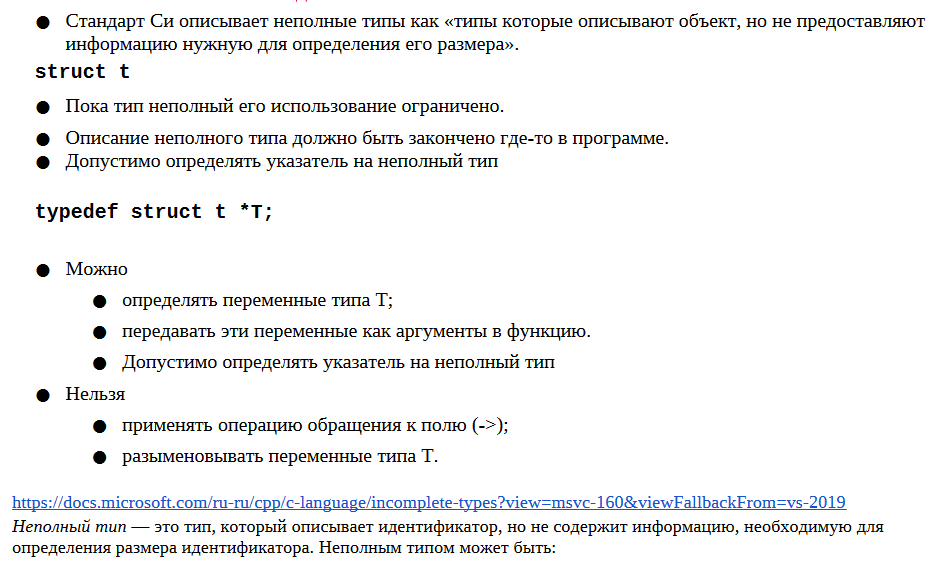 ● Стандарт Си описывает неполные типы как «типы которые описывают объект, но не предоставляют
информацию нужную для определения его размера».
struct t
● Пока тип неполный его использование ограничено.
● Описание неполного типа должно быть закончено где-то в программе.
● Допустимо определять указатель на неполный тип
typedef struct t *T;
● Можно
● определять переменные типа T;
● передавать эти переменные как аргументы в функцию.
● Допустимо определять указатель на неполный тип
● Нельзя
● применять операцию обращения к полю (->);
● разыменовывать переменные типа T.
https://docs.microsoft.com/ru-ru/cpp/c-language/incomplete-types?view=msvc-160&viewFallbackFrom=vs-2019
Неполный тип — это тип, который описывает идентификатор, но не содержит информацию, необходимую для
определения размера идентификатора. Неполным типом может быть: